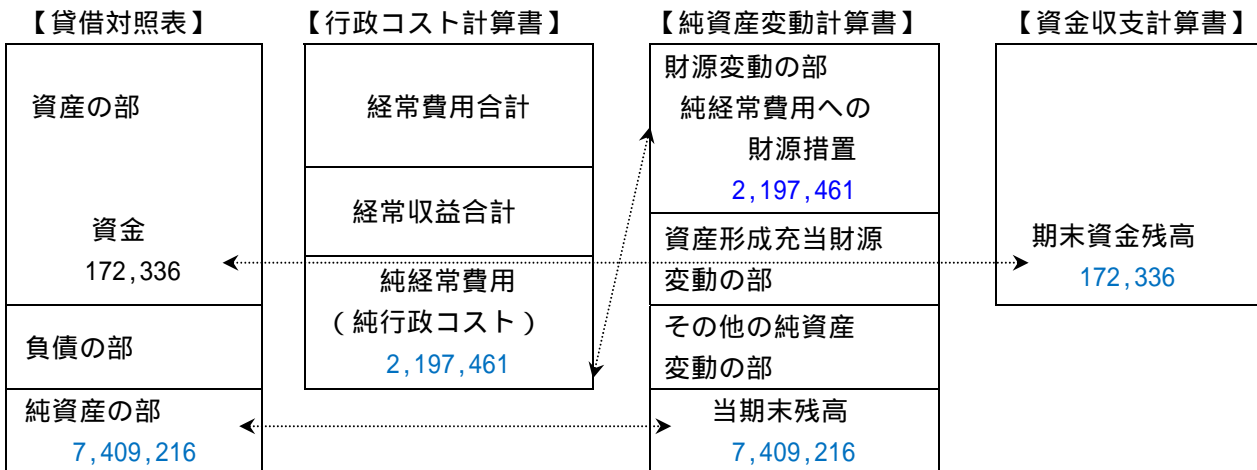 【貸借対照表】
資産の部
資金
172,336
負債の部
純資産の部
7,409,216
【行政コスト計算書】
経常費用合計
経常収益合計
純経常費用
(純行政コスト)
2,197,461
【純資産変動計算書】
財源変動の部
純経常費用への
財源措置
2,197,461
資産形成充当財源
変動の部
その他の純資産
変動の部
当期末残高
7,409,216
【資金収支計算書】
期末資金残高
172,336